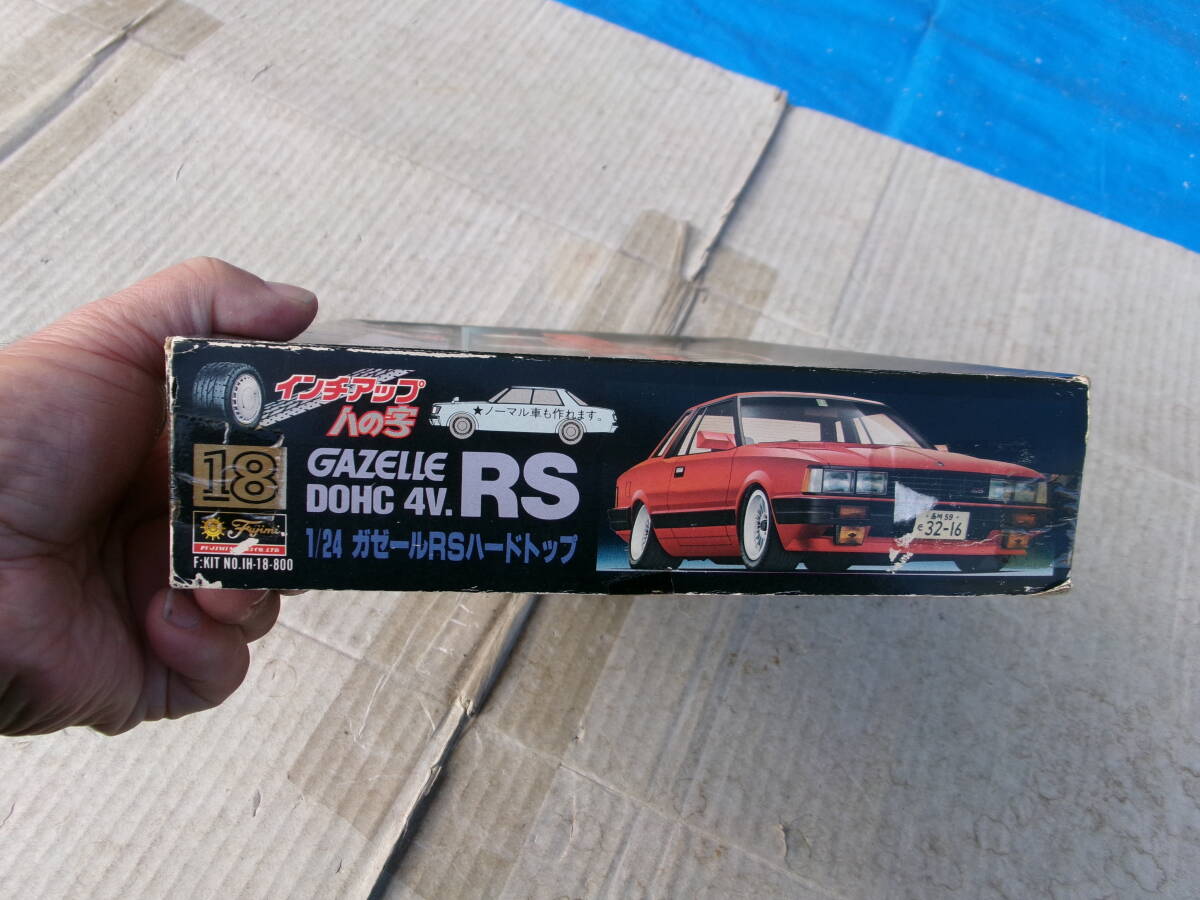 インチアップ
ハの字
★ノーマル車も作れます。
18
GAZELLE
DOHC 4V. RS
Fujimi
1/24 ガゼールRSハードトップ
F:KIT NO.IH-18-800
59
そ 32-16